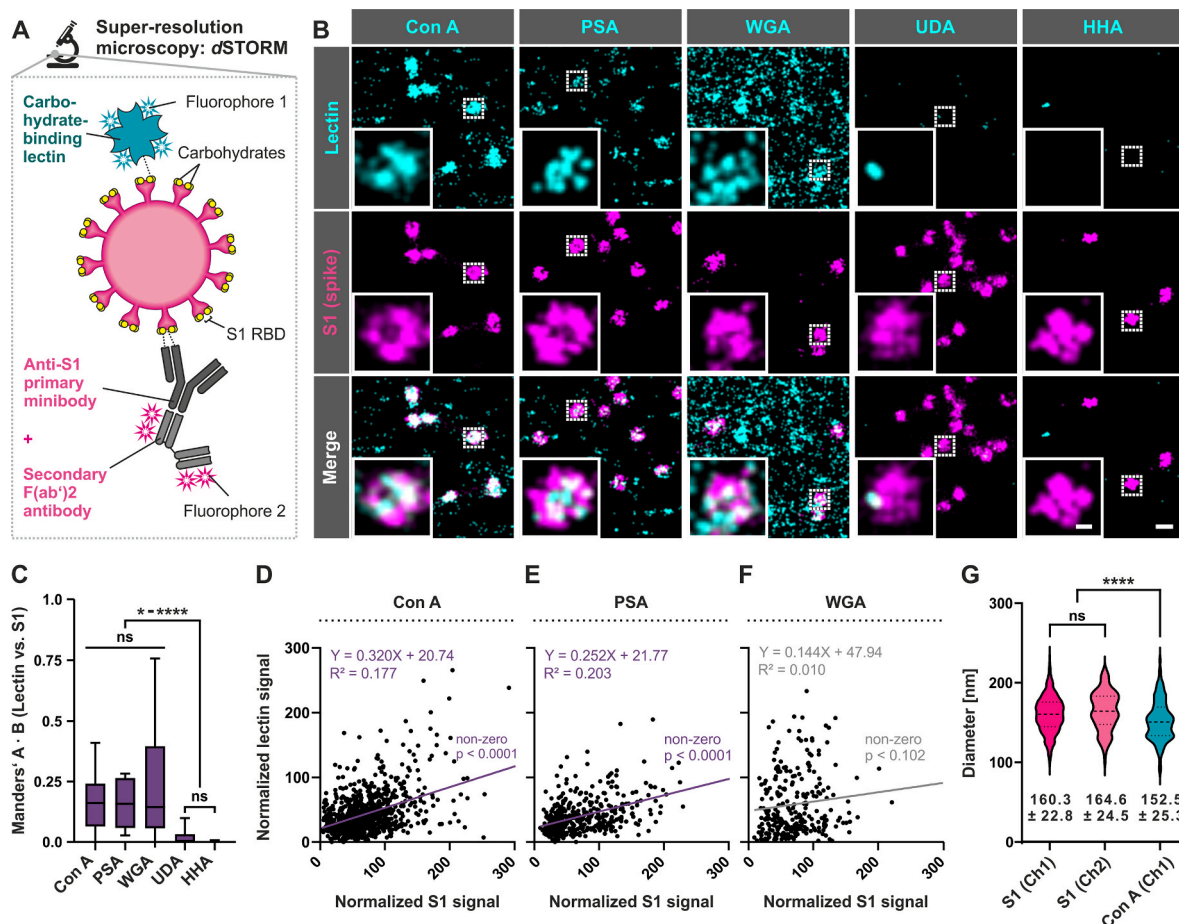 A
Super-resolution
microscopy: dSTORM
Carbo-
hydrate-
binding
lectin
Fluorophore 1
Carbohydrates
S1 RBD
Anti-S1
primary
minibody
+
Secondary
F(ab')2
antibody
Fluorophore 2
B
Con A
PSA
WGA
UDA
HHA
Lectin
S1 (spike)
Merge
C
* - ****
ns
ns
Manders' A · B (Lectin vs. S1)
1.0
0.75
0.5
0.25
0.0
Con A
PSA
WGA
UDA
HHA
D
Con A
Y = 0.320X + 20.74
R² = 0.177
non-zero
p < 0.0001
Normalized lectin signal
300
200
100
0
0
100
200
300
Normalized S1 signal
E
PSA
Y = 0.252X + 21.77
R² = 0.203
non-zero
p < 0.0001
0
100
200
300
Normalized S1 signal
F
WGA
Y = 0.144X + 47.94
R² = 0.010
non-zero
p < 0.102
0
100
200
300
Normalized S1 signal
G
****
ns
Diameter [nm]
300
200
100
0
160.3
± 22.8
164.6
± 24.5
152.5
± 25.3
S1 (Ch1)
S1 (Ch2)
Con A (Ch1)